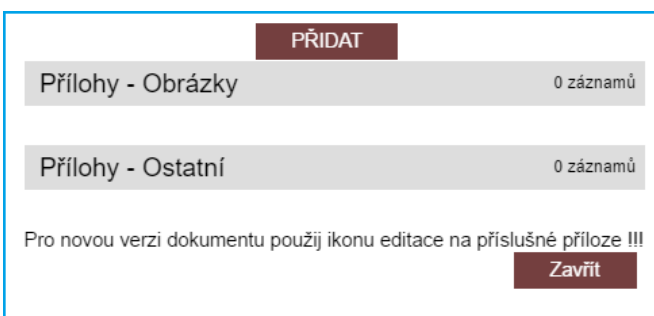 PŘIDAT
Přílohy - Obrázky 0 záznamů
Přílohy - Ostatní 0 záznamů
Pro novou verzi dokumentu použij ikonu editace na příslušné příloze !!!
Zavřít